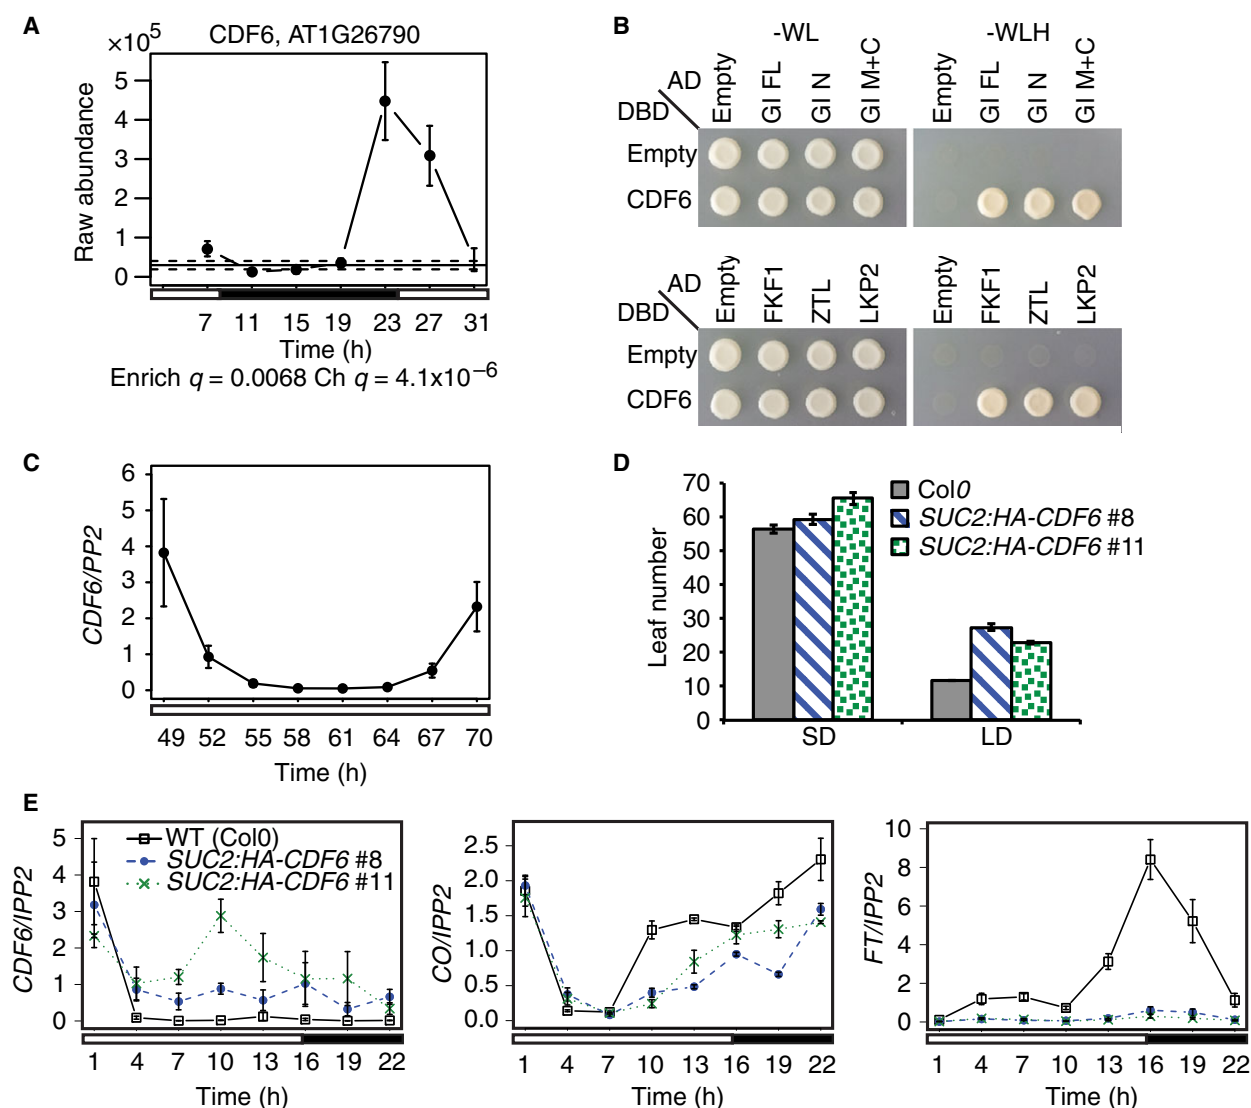 A
×10⁵
CDF6, AT1G26790
Raw abundance
5
4
3
2
1
0
7 11 15 19 23 27 31
Time (h)
Enrich q = 0.0068 Ch q = 4.1x10⁻⁶
B
-WL
-WLH
AD
DBD
Empty
GI FL
GI N
GI M+C
Empty
GI FL
GI N
GI M+C
Empty
CDF6
AD
DBD
Empty
FKF1
ZTL
LKP2
Empty
FKF1
ZTL
LKP2
Empty
CDF6
C
CDF6/PP2
6
5
4
3
2
1
0
49 52 55 58 61 64 67 70
Time (h)
D
Leaf number
70
60
50
40
30
20
10
0
SD LD
Col0
SUC2:HA-CDF6 #8
SUC2:HA-CDF6 #11
E
CDF6/IPP2
5
4
3
2
1
0
WT (Col0)
SUC2:HA-CDF6 #8
SUC2:HA-CDF6 #11
1 4 7 10 13 16 19 22
Time (h)
CO/IPP2
2.5
2.0
1.5
1.0
0.5
0.0
1 4 7 10 13 16 19 22
Time (h)
FT/IPP2
10
8
6
4
2
0
1 4 7 10 13 16 19 22
Time (h)